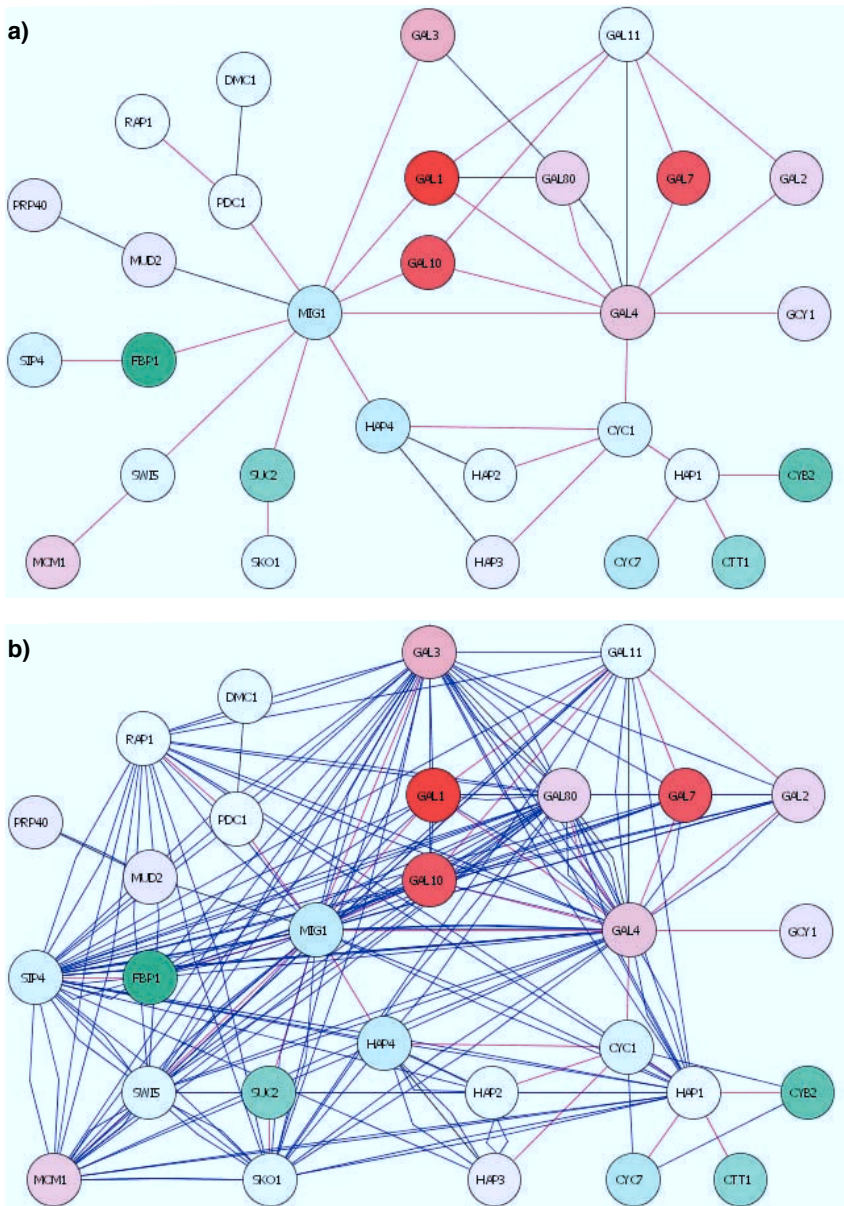 a)
GAL3
GAL11
DMC1
RAP1
GAL1
GAL80
GAL7
GAL2
PRP40
PDC1
MUD2
GAL10
MIG1
GAL4
GCY1
SIP4
FBP1
HAP4
CYC1
SWI5
SUC2
HAP2
HAP1
CYB2
MCM1
SKO1
HAP3
CYC7
CTT1
b)
GAL3
GAL11
DMC1
RAP1
GAL1
GAL80
GAL7
GAL2
PRP40
PDC1
MUD2
GAL10
MIG1
GAL4
GCY1
SIP4
FBP1
HAP4
CYC1
SWI5
SUC2
HAP2
HAP1
CYB2
MCM1
SKO1
HAP3
CYC7
CTT1